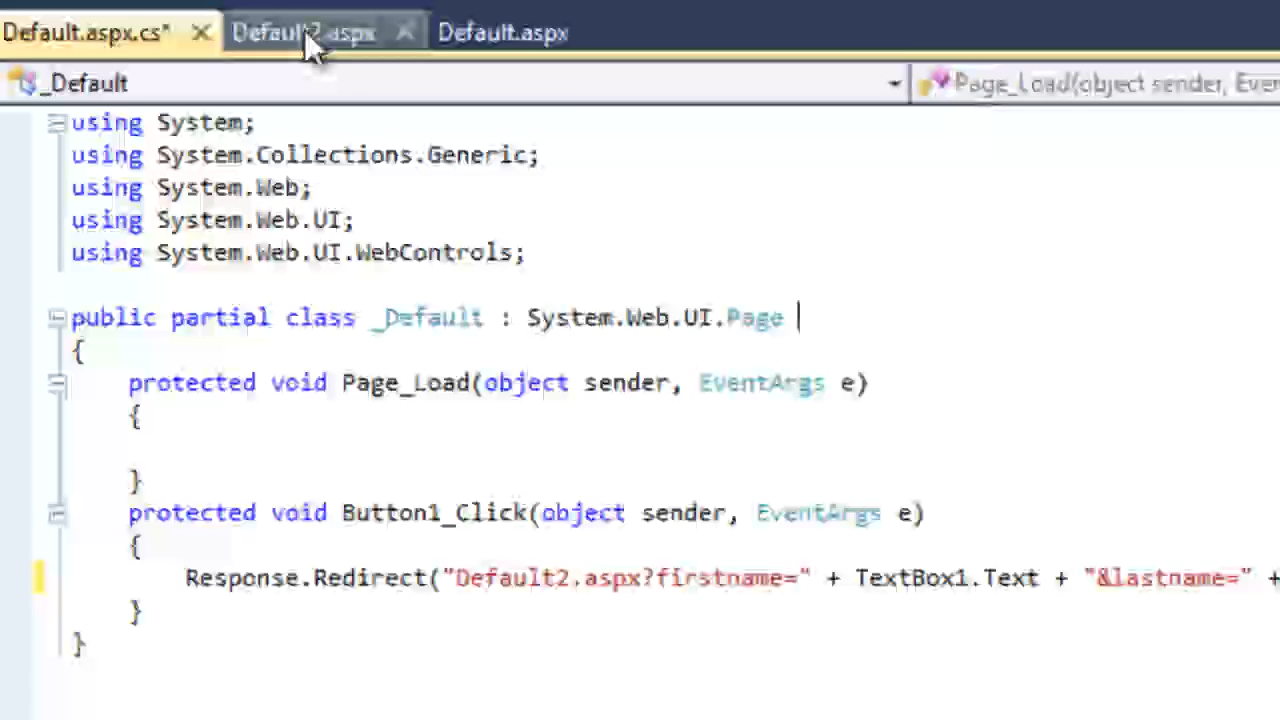 Default.aspx.cs* Default2.aspx Default.aspx
_Default Page_Load(object sender, Even
using System;
using System.Collections.Generic;
using System.Web;
using System.Web.UI;
using System.Web.UI.WebControls;
public partial class _Default : System.Web.UI.Page
{
protected void Page_Load(object sender, EventArgs e)
{
}
protected void Button1_Click(object sender, EventArgs e)
{
Response.Redirect("Default2.aspx?firstname=" + TextBox1.Text + "&lastname=" +
}
}